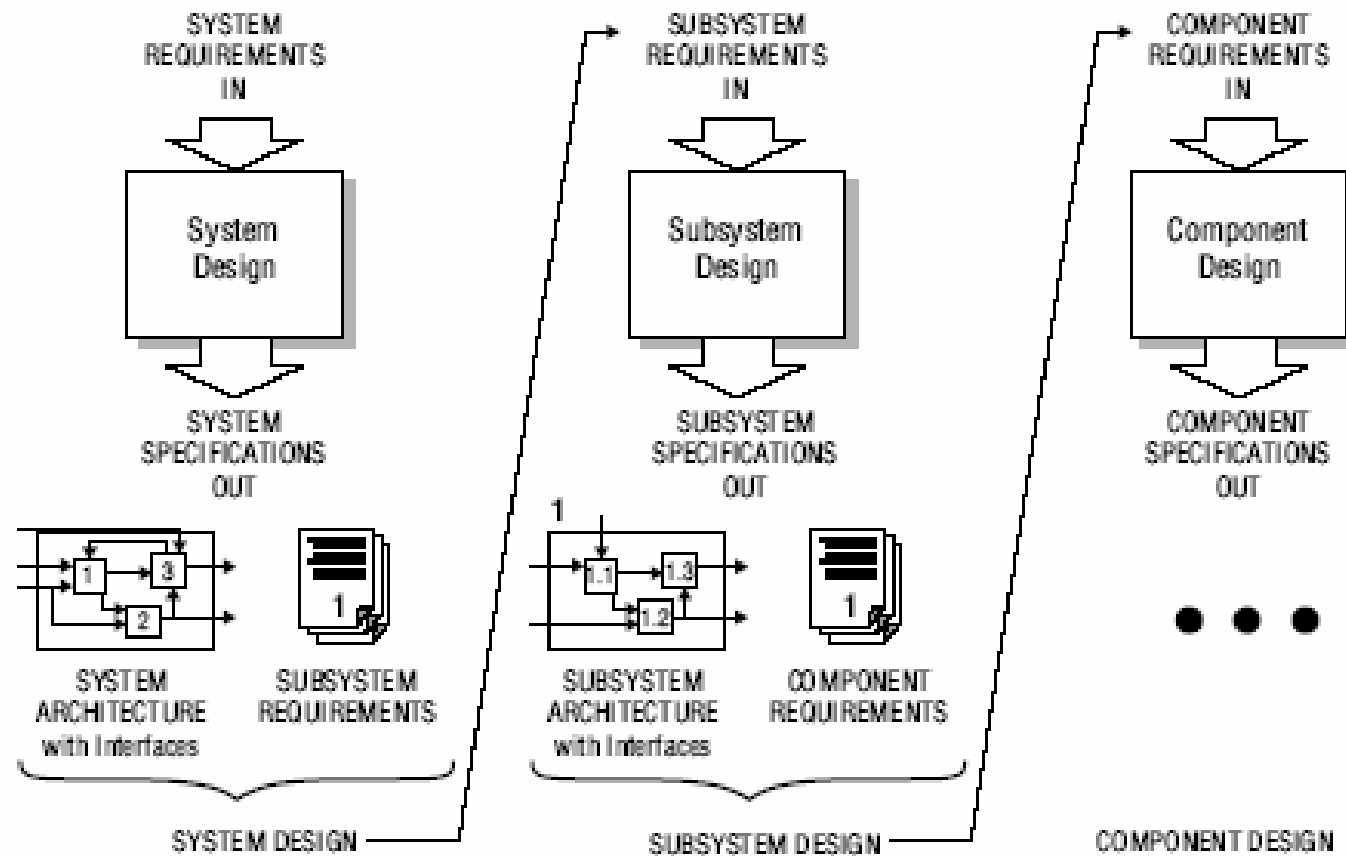 SYSTEM
REQUIREMENTS
IN
System
Design
SYSTEM
SPECIFICATIONS
OUT
1
3
2
1
SYSTEM
ARCHITECTURE
with Interfaces
SUBSYSTEM
REQUIREMENTS
SYSTEM DESIGN
SUBSYSTEM
REQUIREMENTS
IN
Subsystem
Design
SUBSYSTEM
SPECIFICATIONS
OUT
1
1.1
1.3
1.2
1
SUBSYSTEM
ARCHITECTURE
with Interfaces
COMPONENT
REQUIREMENTS
SUBSYSTEM DESIGN
COMPONENT
REQUIREMENTS
IN
Component
Design
COMPONENT
SPECIFICATIONS
OUT
COMPONENT DESIGN